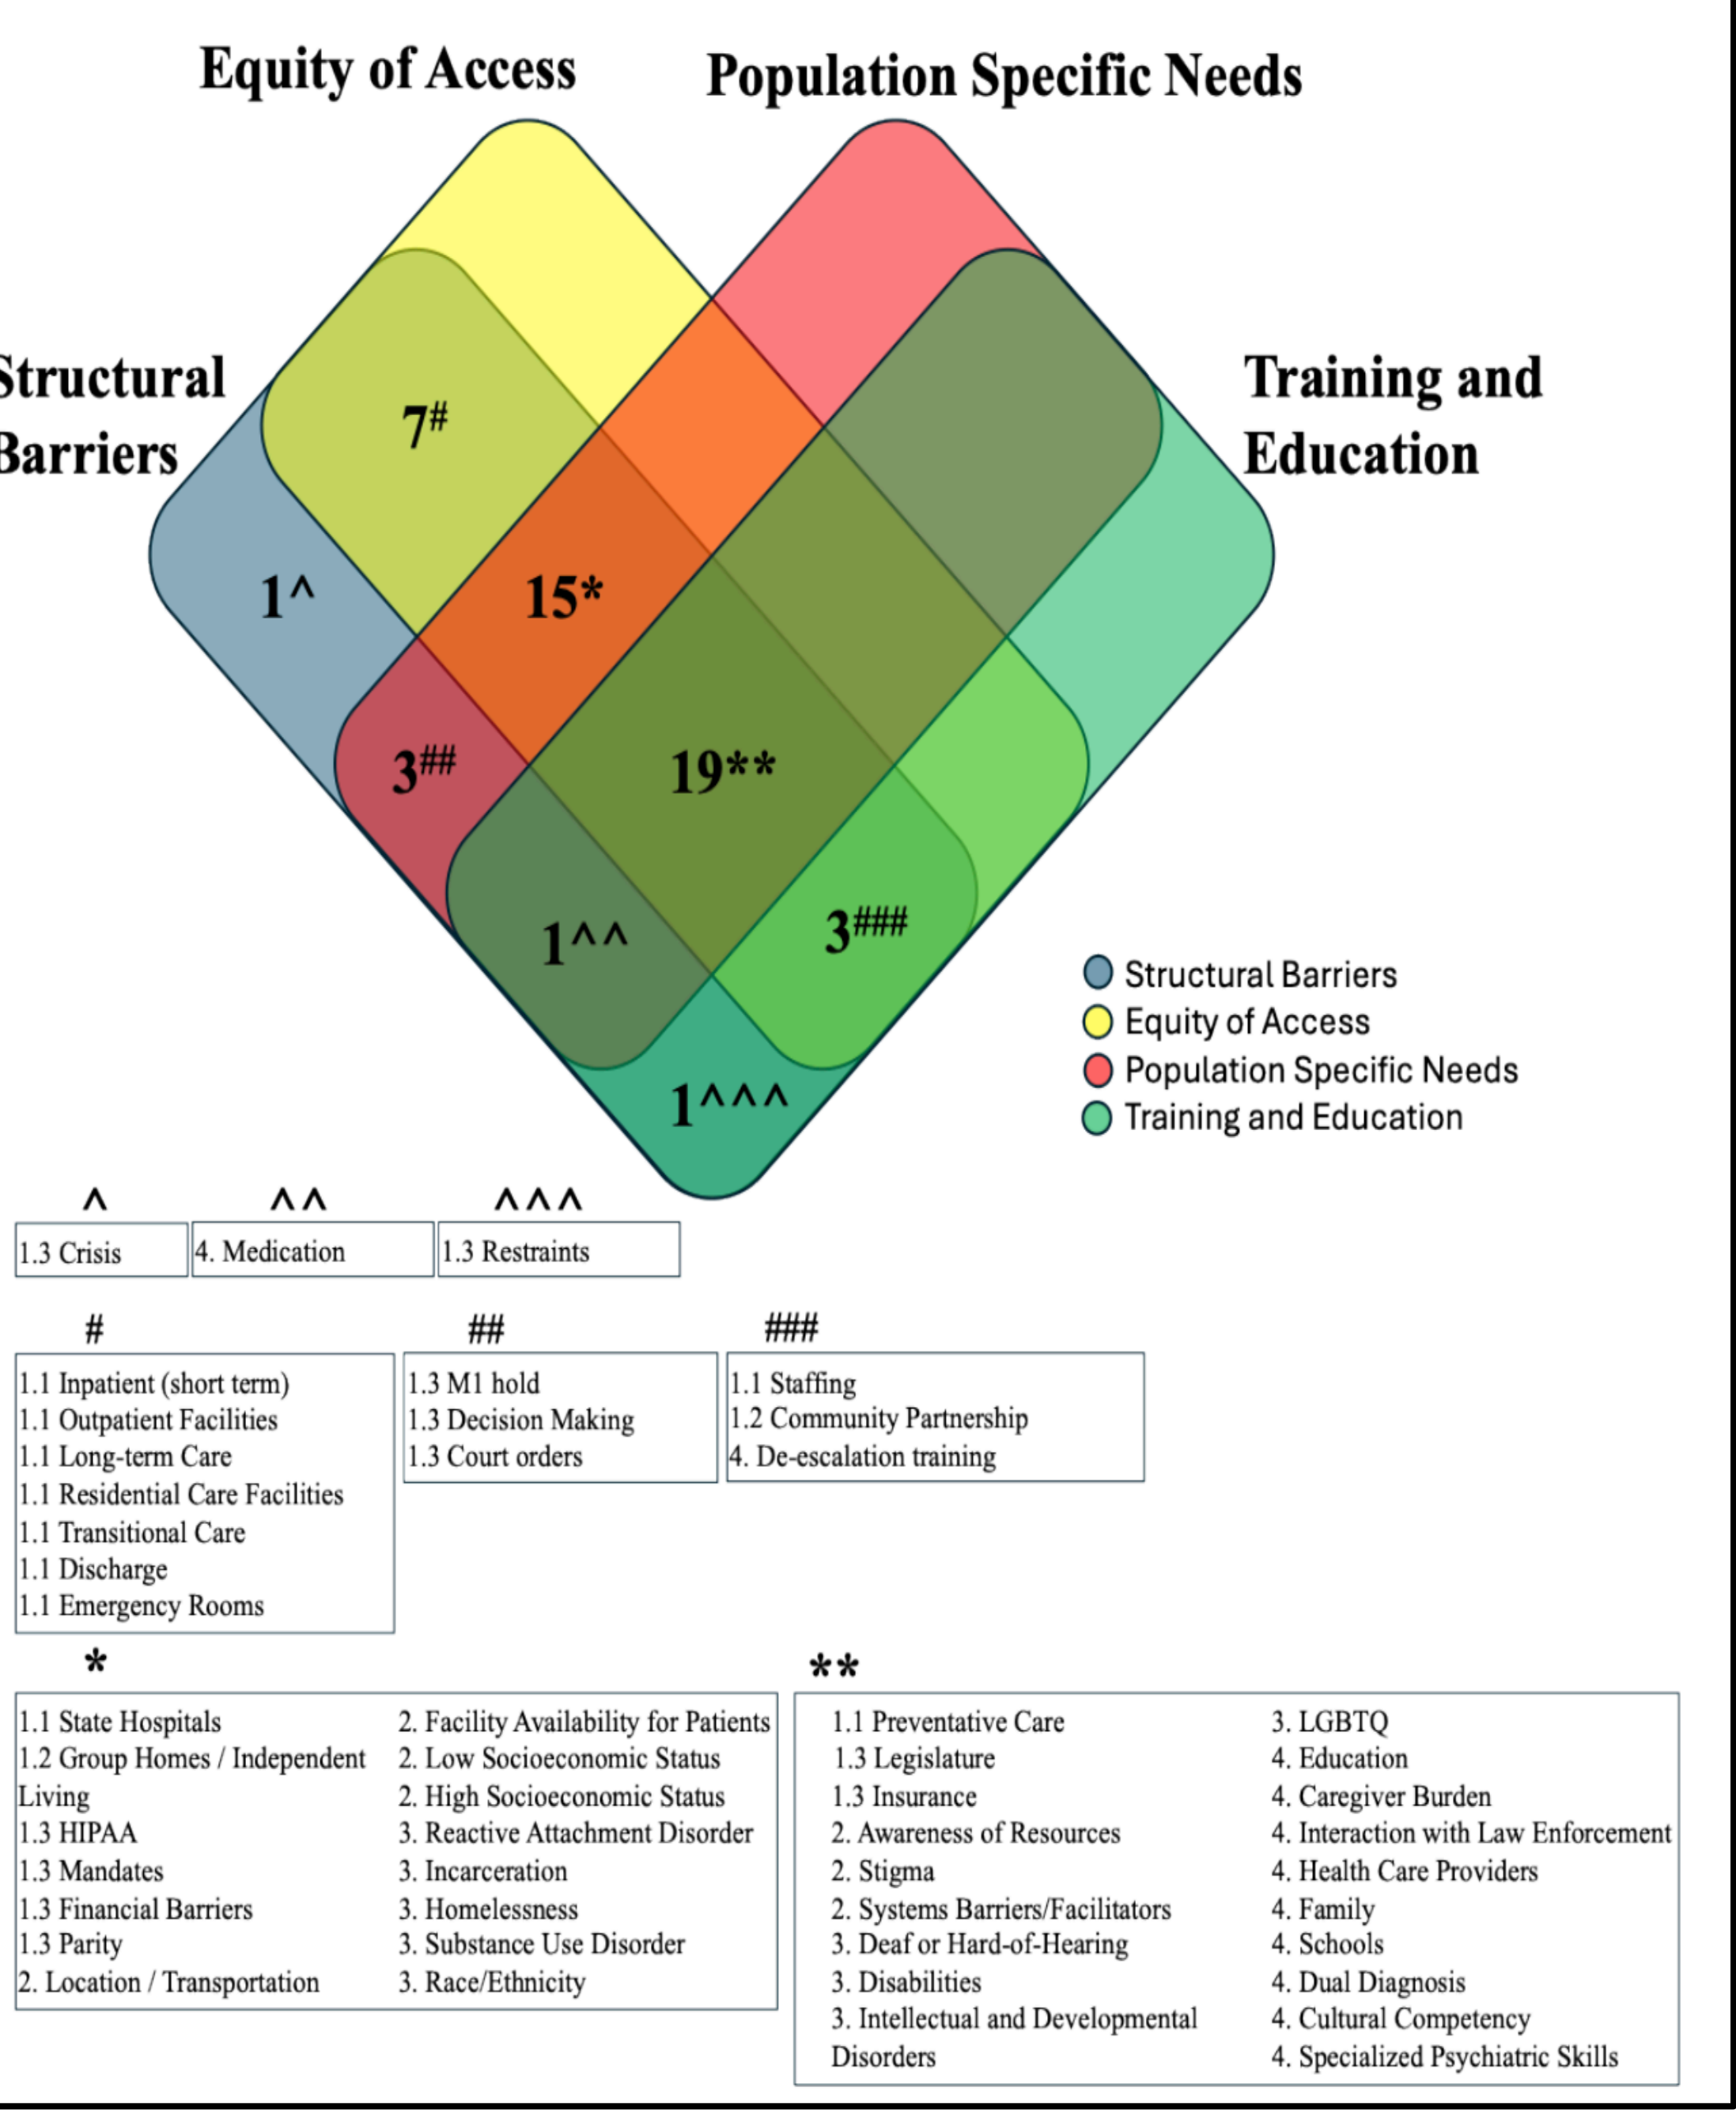 Equity of Access
Population Specific Needs
Structural
Barriers
Training and
Education
7#
1^
15*
3##
19**
1^^
3###
1^^^
Structural Barriers
Equity of Access
Population Specific Needs
Training and Education
^
^^
^^^
1.3 Crisis
4. Medication
1.3 Restraints
#
##
###
1.1 Inpatient (short term)
1.1 Outpatient Facilities
1.1 Long-term Care
1.1 Residential Care Facilities
1.1 Transitional Care
1.1 Discharge
1.1 Emergency Rooms
1.3 M1 hold
1.3 Decision Making
1.3 Court orders
1.1 Staffing
1.2 Community Partnership
4. De-escalation training
*
1.1 State Hospitals
1.2 Group Homes / Independent
Living
1.3 HIPAA
1.3 Mandates
1.3 Financial Barriers
1.3 Parity
2. Location / Transportation
2. Facility Availability for Patients
2. Low Socioeconomic Status
2. High Socioeconomic Status
3. Reactive Attachment Disorder
3. Incarceration
3. Homelessness
3. Substance Use Disorder
3. Race/Ethnicity
**
1.1 Preventative Care
1.3 Legislature
1.3 Insurance
2. Awareness of Resources
2. Stigma
2. Systems Barriers/Facilitators
3. Deaf or Hard-of-Hearing
3. Disabilities
3. Intellectual and Developmental
Disorders
3. LGBTQ
4. Education
4. Caregiver Burden
4. Interaction with Law Enforcement
4. Health Care Providers
4. Family
4. Schools
4. Dual Diagnosis
4. Cultural Competency
4. Specialized Psychiatric Skills